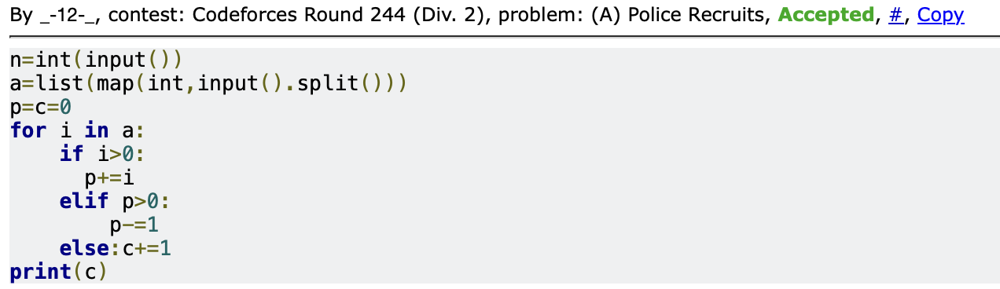 By _-12-_, contest: Codeforces Round 244 (Div. 2), problem: (A) Police Recruits, Accepted, #, Copy
n=int(input())
a=list(map(int,input().split()))
p=c=0
for i in a:
    if i>0:
      p+=i
    elif p>0:
        p-=1
    else:c+=1
print(c)